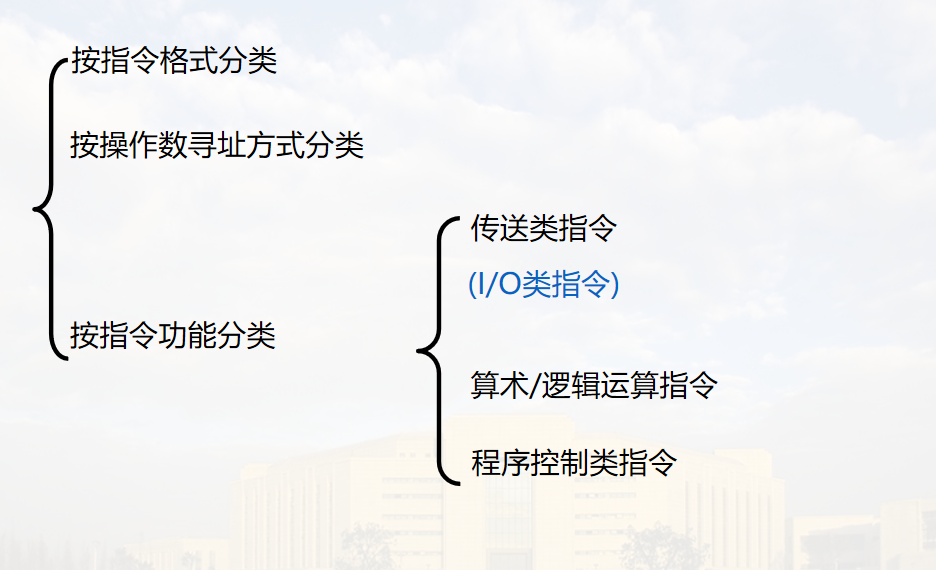 按指令格式分类
按操作数寻址方式分类
按指令功能分类
传送类指令
(I/O类指令)
算术/逻辑运算指令
程序控制类指令